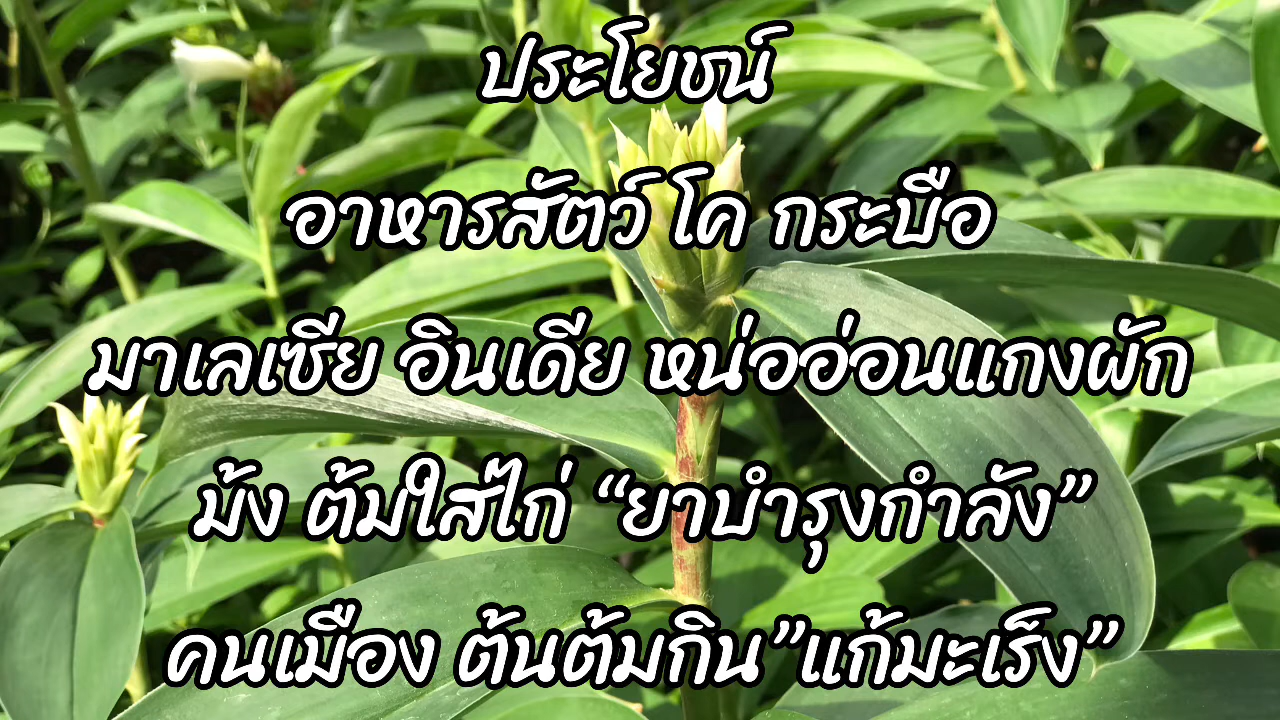 ประโยชน์
อาหารสัตว์ โค กระบือ
มาเลเซีย อินเดีย หน่ออ่อนแกงผัก
ม้ง ต้มใส่ไก่ “ยาบำรุงกำลัง”
คนเมือง ต้นต้มกิน”แก้มะเร็ง”